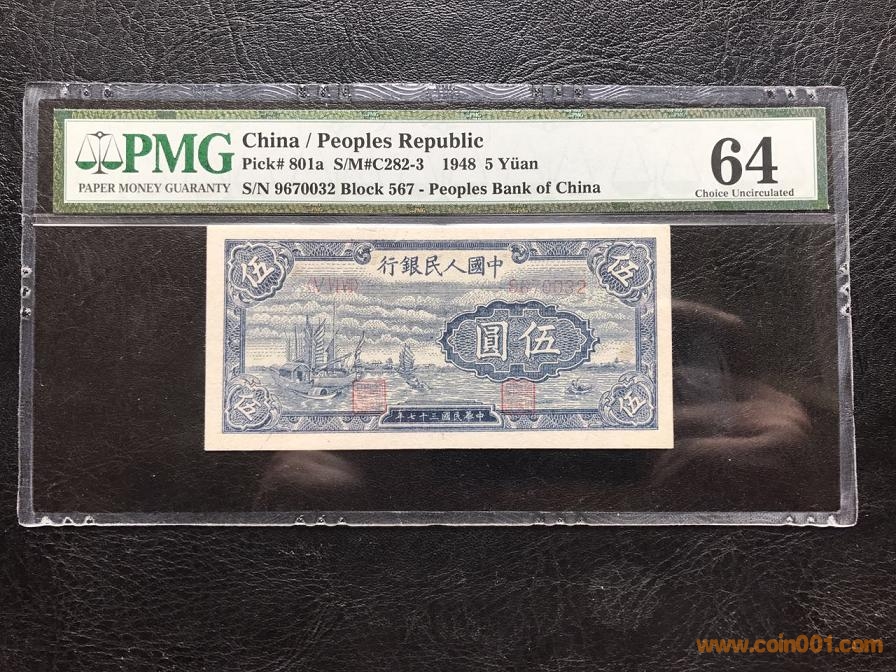 PMG
PAPER MONEY GUARANTY
China / Peoples Republic
Pick# 801a S/M#C282-3 1948 5 Yüan
S/N 9670032 Block 567 - Peoples Bank of China
64
Choice Uncirculated
伍
行銀民人國中
伍
9670032
圓伍
伍
年七十三國民華中
伍
www.coin001.com